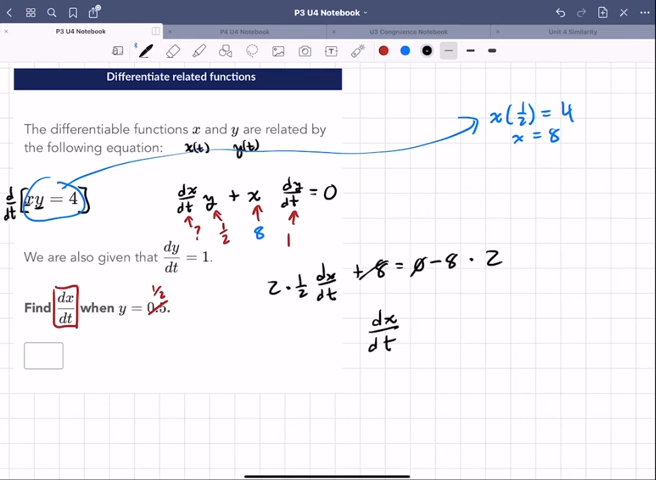 P3 U4 Notebook
P3 U4 Notebook
P4 U4 Notebook
U3 Congruence Notebook
Unit 4 Similarity
Differentiate related functions
The differentiable functions x and y are related by
the following equation: x(t) y(t)
x(1/2) = 4
x = 8
d/dt [xy = 4]
dx/dt y + x dy/dt = 0
? 1/2 8 1
We are also given that dy/dt = 1.
2 · 1/2 dx/dt + 8 = 0 - 8 · 2
1/2
Find dx/dt when y = 0.5.
dx/dt